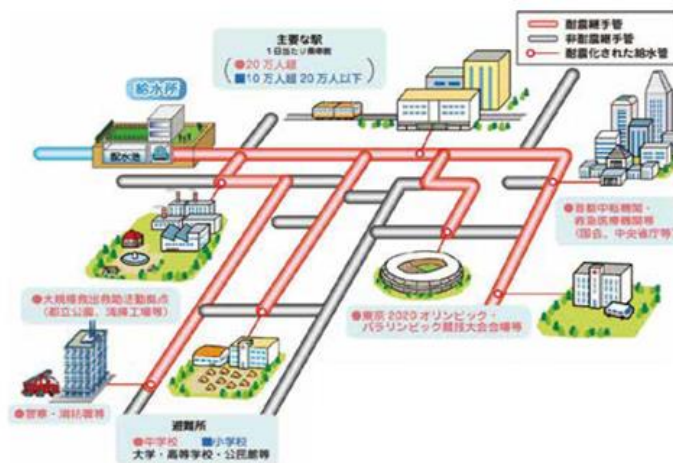 主要な駅
1日当たり乗車数
●20万人超
■10万人超 20万人以下
耐震継手管
非耐震継手管
耐震化された給水管
給水所
配水池
●首都中枢機関・
救急医療機関等
(国会、中央省庁等)
●大規模救出救助活動拠点
(都立公園、清掃工場等)
●東京2020オリンピック・
パラリンピック競技大会会場等
●警察・消防署等
避難所
●中学校 ■小学校
大学・高等学校・公民館等